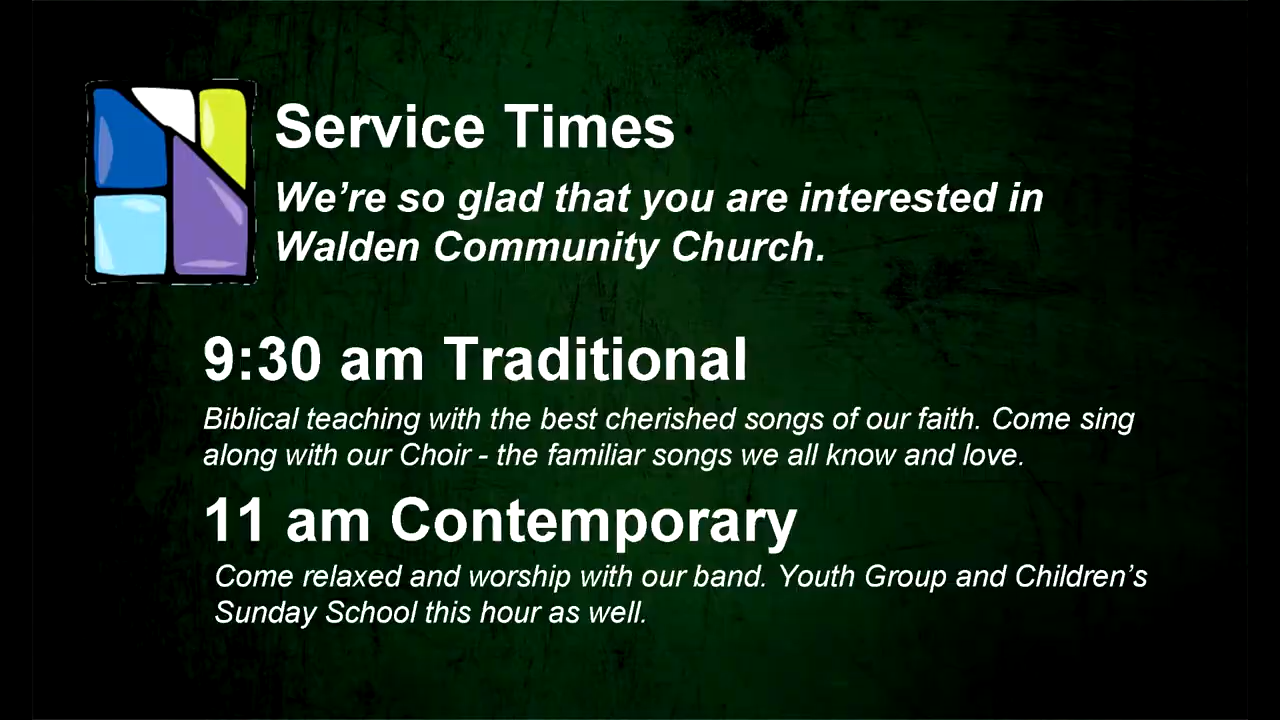 Service Times
We’re so glad that you are interested in
Walden Community Church.
9:30 am Traditional
Biblical teaching with the best cherished songs of our faith. Come sing
along with our Choir - the familiar songs we all know and love.
11 am Contemporary
Come relaxed and worship with our band. Youth Group and Children’s
Sunday School this hour as well.